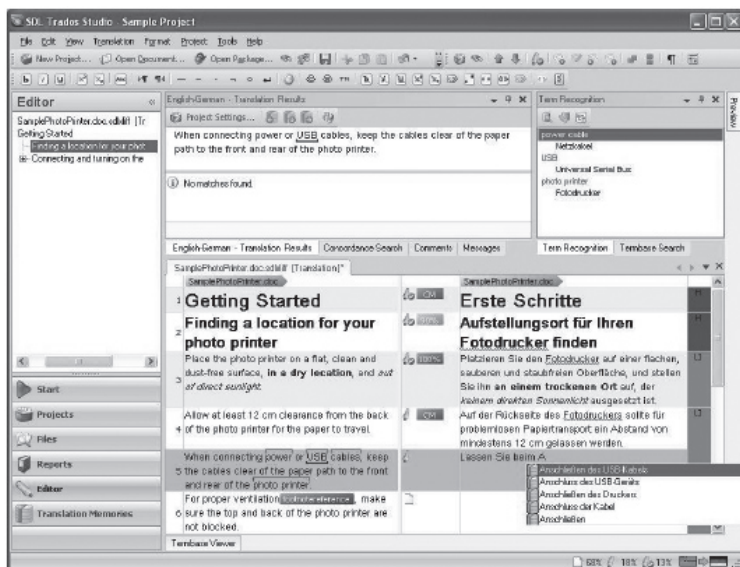 SDL Trados Studio - Sample Project
File Edit View Translation Format Project Tools Help
New Project... Open Document... Open Package...
Editor
SamplePhotoPrinter.doc.sdlxliff [Tr
Getting Started
Finding a location for your phot
Connecting and turning on the
Start
Projects
Files
Reports
Editor
Translation Memories
English-German - Translation Results
Project Settings...
When connecting power or USB cables, keep the cables clear of the paper
path to the front and rear of the photo printer.
No matches found.
English-German - Translation Results Concordance Search Comments Messages
Term Recognition
power cable
Netzkabel
USB
Universal Serial Bus
photo printer
Fotodrucker
Term Recognition Termbase Search
Preview
SamplePhotoPrinter.doc.sdlxliff [Translation]*
SamplePhotoPrinter.doc SamplePhotoPrinter.doc
1 Getting Started CM Erste Schritte H
2 Finding a location for your
photo printer
Aufstellungsort für Ihren
Fotodrucker finden
3 Place the photo printer on a flat, clean and
dust-free surface, in a dry location, and out
of direct sunlight.
100%
Platzieren Sie den Fotodrucker auf einer flachen,
sauberen und staubfreien Oberfläche, und stellen
Sie ihn an einem trockenen Ort auf, der
keinem direkten Sonnenlicht ausgesetzt ist.
4 Allow at least 12 cm clearance from the back
of the photo printer for the paper to travel.
CM
Auf der Rückseite des Fotodruckers sollte für
problemlosen Papiertransport ein Abstand von
mindestens 12 cm gelassen werden.
5 When connecting power or USB cables, keep
the cables clear of the paper path to the front
and rear of the photo printer.
Lassen Sie beim A
Anschließen des USB-Kabels
Anschluss des USB-Geräts
Anschließen des Druckers
Anschluss der Kabel
Anschließen
6 For proper ventilation footnote reference , make
sure the top and back of the photo printer are
not blocked.
Termbase Viewer
68% 18% 13%